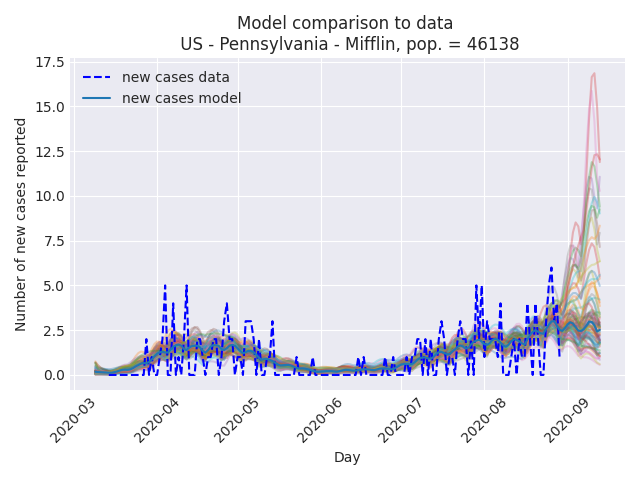 Model comparison to data
US - Pennsylvania - Mifflin, pop. = 46138
17.5
15.0
12.5
10.0
7.5
5.0
2.5
0.0
Number of new cases reported
new cases data
new cases model
2020-03
2020-04
2020-05
2020-06
2020-07
2020-08
2020-09
Day